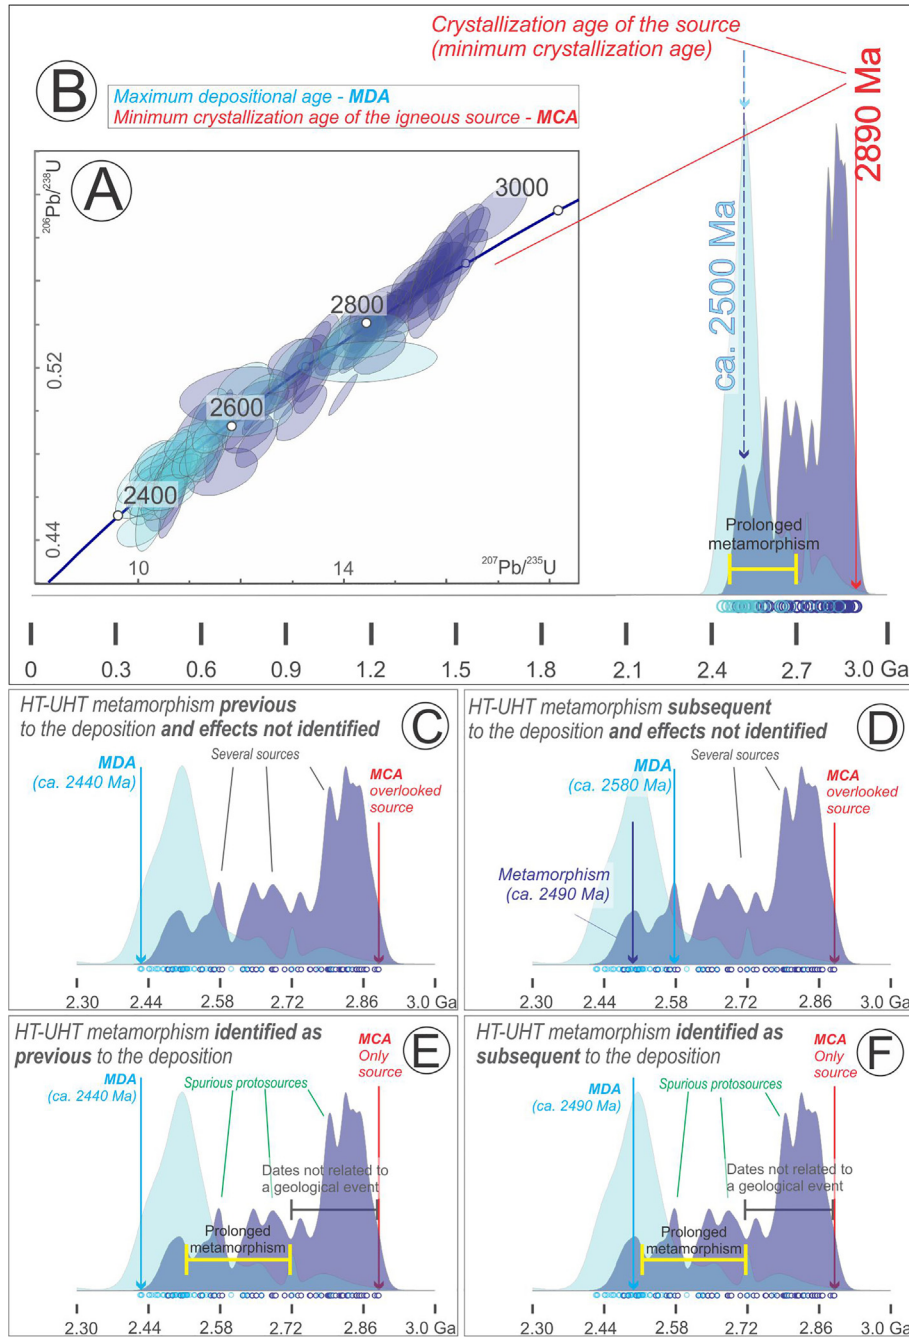 Crystallization age of the source
(minimum crystallization age)
B
Maximum depositional age - MDA
Minimum crystallization age of the igneous source - MCA
2890 Ma
ca. 2500 Ma
A
206Pb/238U
3000
2800
2600
2400
0.52
0.44
10
14
207Pb/235U
Prolonged
metamorphism
0
0.3
0.6
0.9
1.2
1.5
1.8
2.1
2.4
2.7
3.0 Ga
HT-UHT metamorphism previous
to the deposition and effects not identified
C
MDA
(ca. 2440 Ma)
Several sources
MCA
overlooked
source
2.30
2.44
2.58
2.72
2.86
3.0 Ga
HT-UHT metamorphism subsequent
to the deposition and effects not identified
D
MDA
(ca. 2580 Ma)
Several sources
MCA
overlooked
source
Metamorphism
(ca. 2490 Ma)
2.30
2.44
2.58
2.72
2.86
3.0 Ga
HT-UHT metamorphism identified as
previous to the deposition
E
MCA
Only
source
MDA
(ca. 2440 Ma)
Spurious protosources
Dates not related to
a geological event
Prolonged
metamorphism
2.30
2.44
2.58
2.72
2.86
3.0 Ga
HT-UHT metamorphism identified as
subsequent to the deposition
F
MCA
Only
source
MDA
(ca. 2490 Ma)
Spurious protosources
Dates not related to
a geological event
Prolonged
metamorphism
2.30
2.44
2.58
2.72
2.86
3.0 Ga